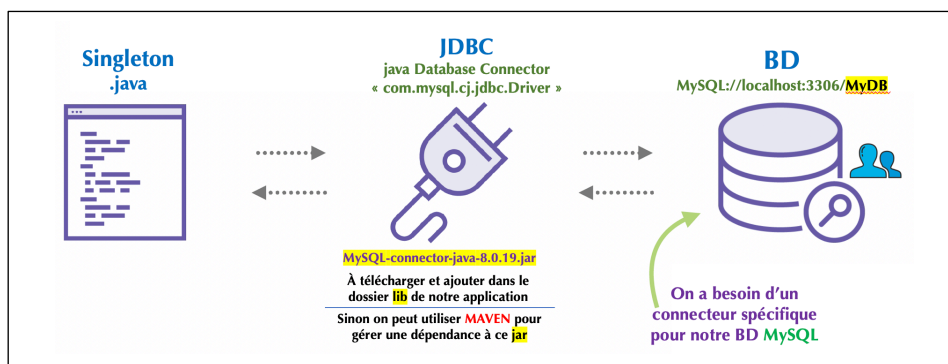 Singleton
.java
JDBC
java Database Connector
« com.mysql.cj.jdbc.Driver »
MySQL-connector-java-8.0.19.jar
À télécharger et ajouter dans le
dossier lib de notre application
Sinon on peut utiliser MAVEN pour
gérer une dépendance à ce jar
BD
MySQL://localhost:3306/MyDB
On a besoin d'un
connecteur spécifique
pour notre BD MySQL